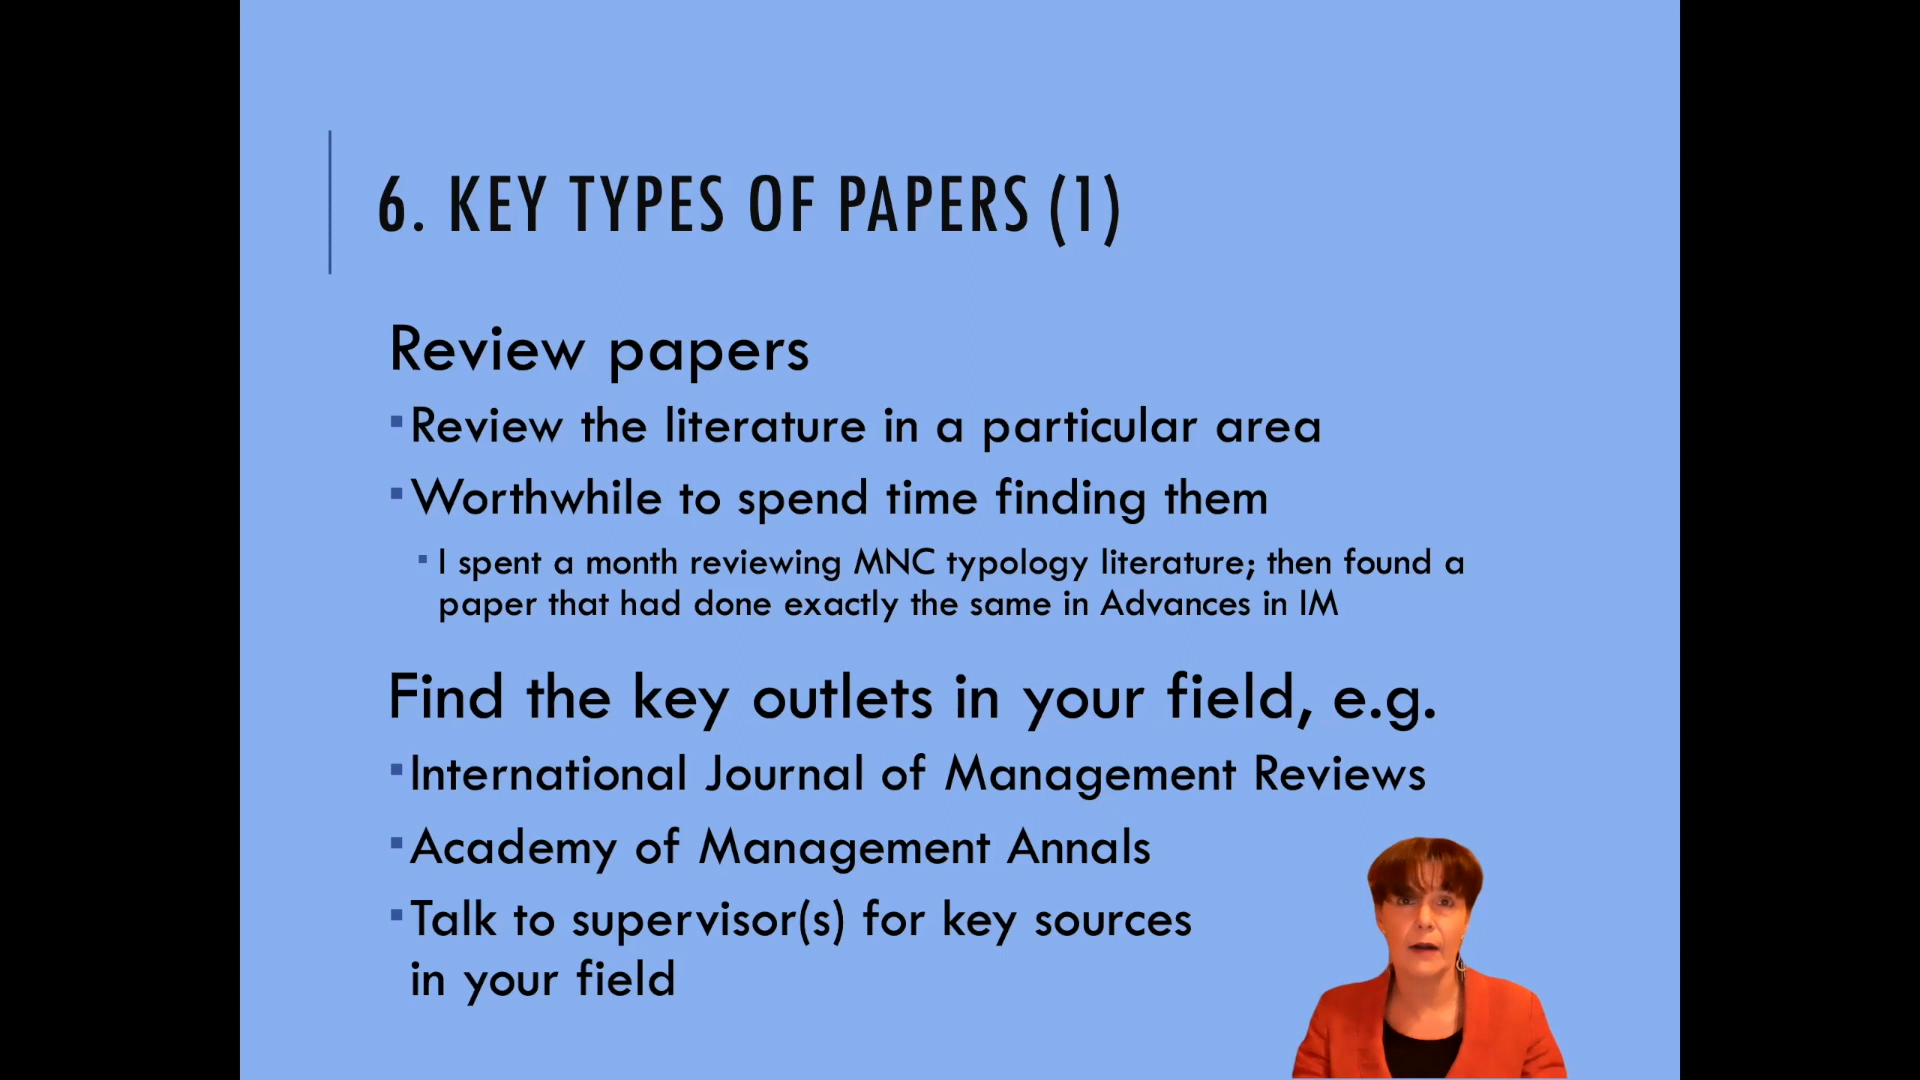 6. KEY TYPES OF PAPERS (1)
Review papers
Review the literature in a particular area
Worthwhile to spend time finding them
I spent a month reviewing MNC typology literature; then found a
paper that had done exactly the same in Advances in IM
Find the key outlets in your field, e.g.
International Journal of Management Reviews
Academy of Management Annals
Talk to supervisor(s) for key sources
in your field